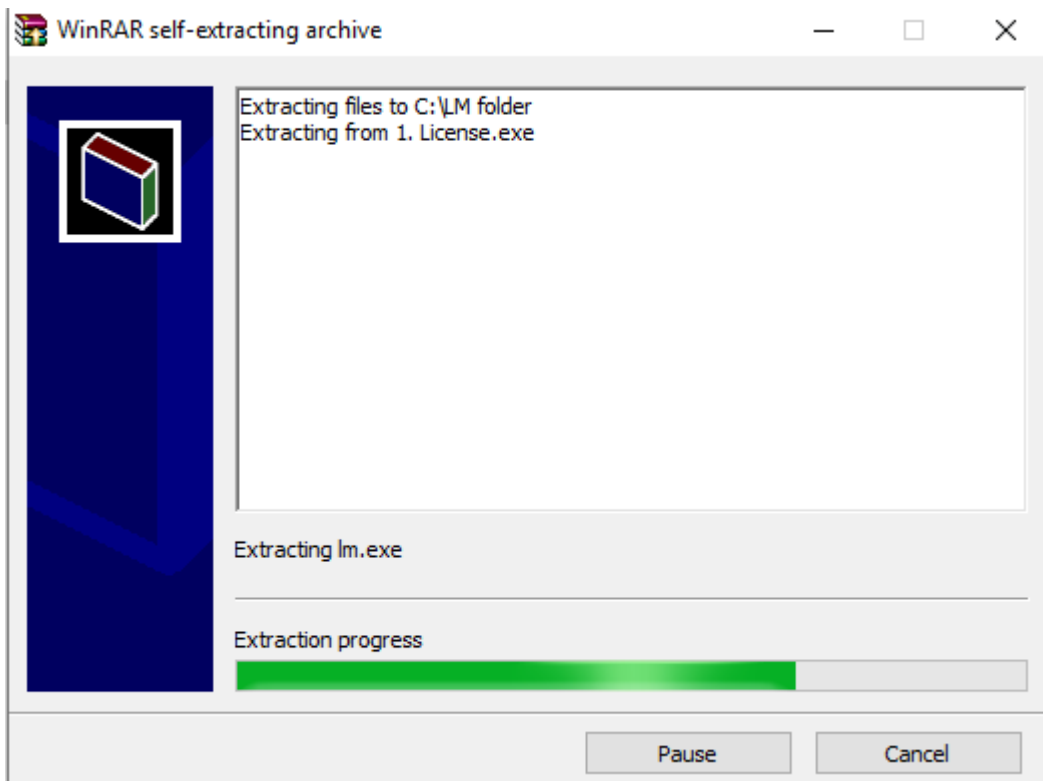 WinRAR self-extracting archive
Extracting files to C:\LM folder
Extracting from 1. License.exe
Extracting lm.exe
Extraction progress
Pause
Cancel